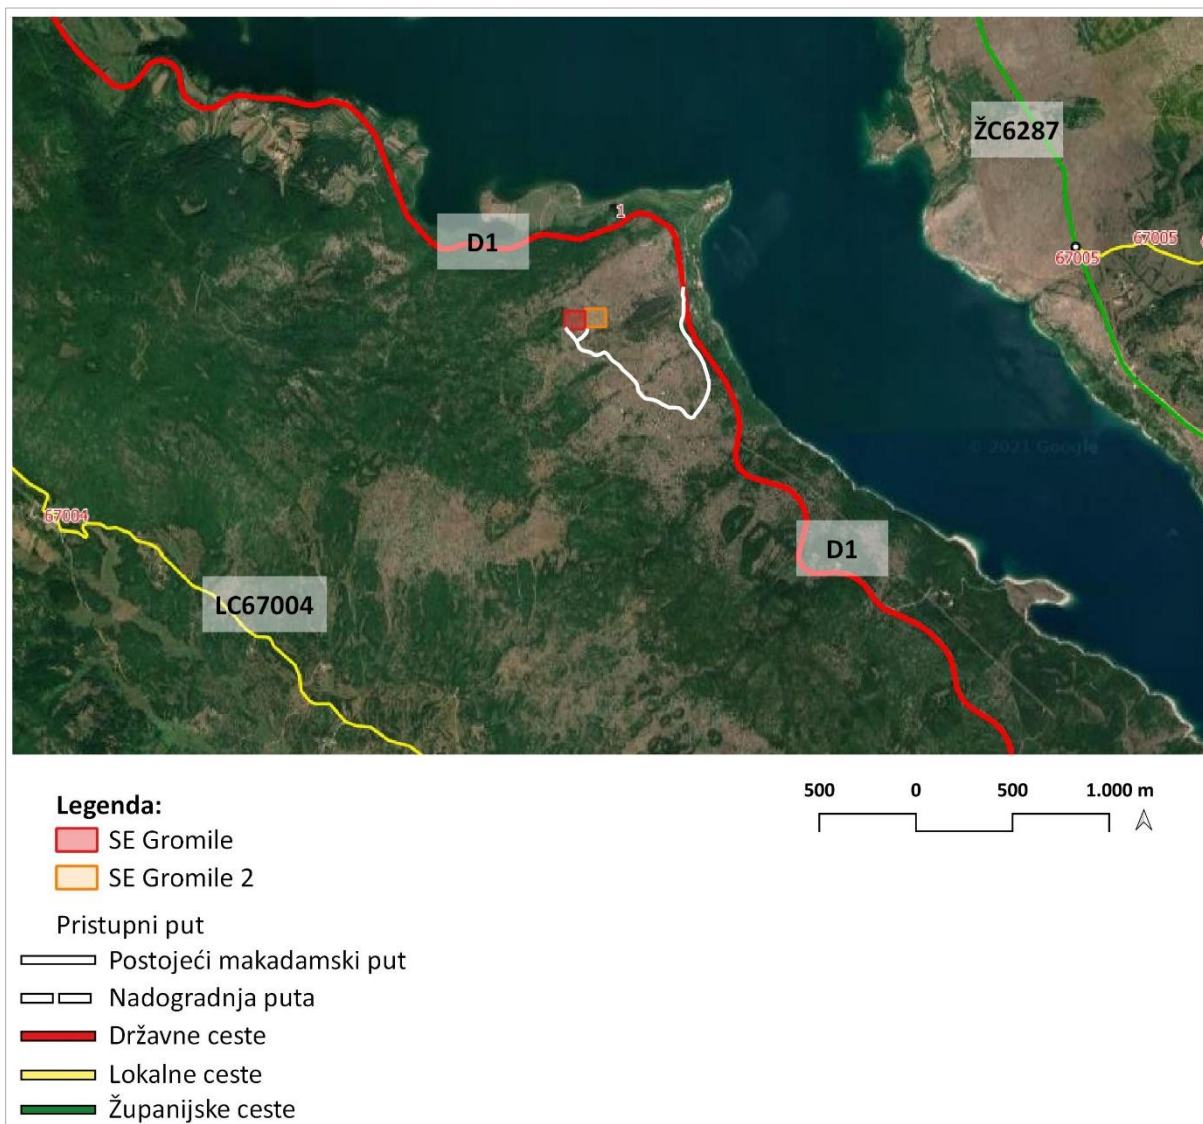 ŽC6287
1
D1
67005
67005
© 2021 Google
67004
D1
LC67004
500 0 500 1.000 m
Legenda:
SE Gromile
SE Gromile 2
Pristupni put
Postojeći makadamski put
Nadogradnja puta
Državne ceste
Lokalne ceste
Županijske ceste